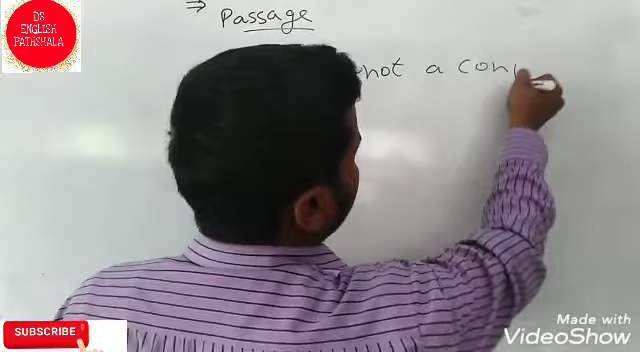 DS
ENGLISH
PATHSHALA
⇒ Passage
not a con
SUBSCRIBE
Made with
VideoShow